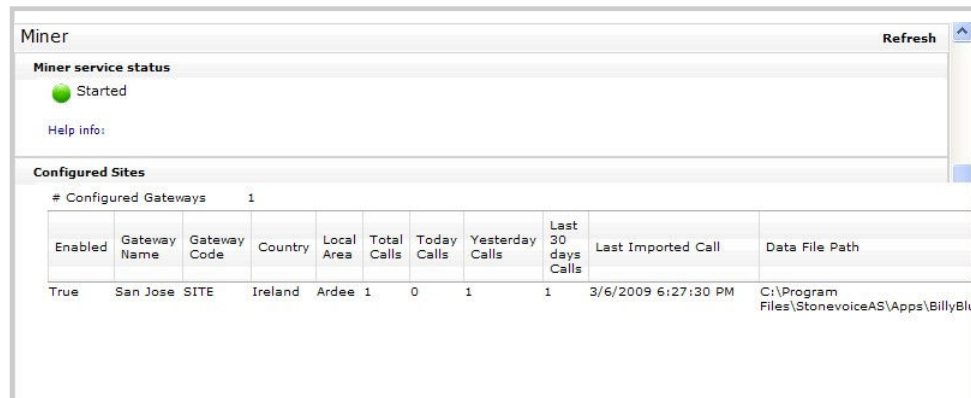 Miner
Refresh
Miner service status
Started
Help info:
Configured Sites
# Configured Gateways 1
Enabled Gateway Name Gateway Code Country Local Area Total Calls Today Calls Yesterday Calls Last 30 days Calls Last Imported Call Data File Path
True San Jose SITE Ireland Ardee 1 0 1 1 3/6/2009 6:27:30 PM C:\Program
Files\StonevoiceAS\Apps\BillyBlu